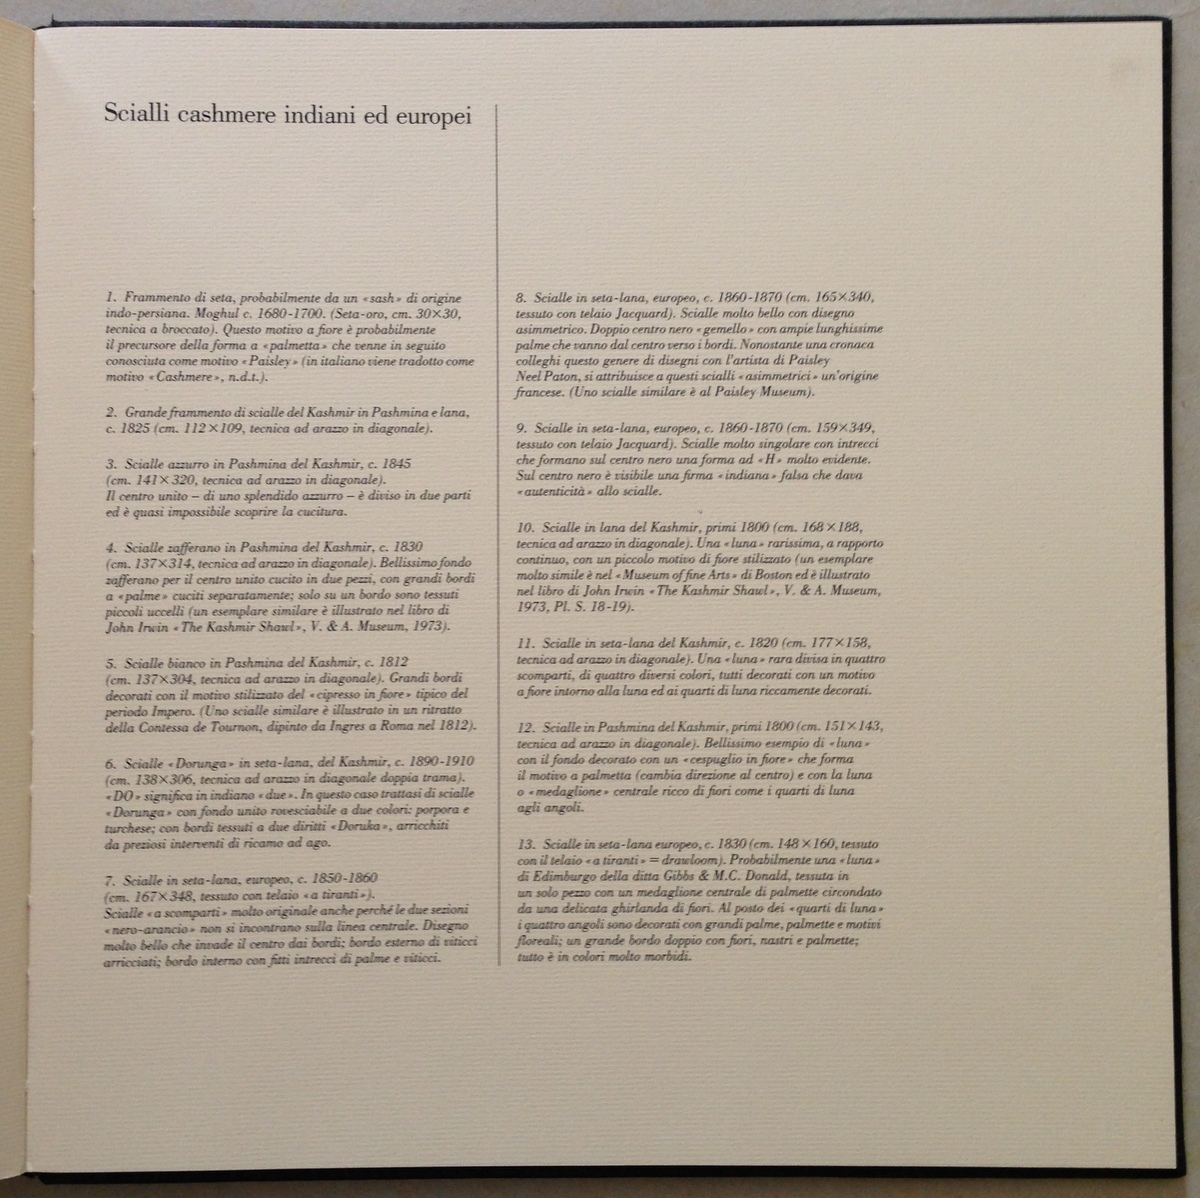 Scialli cashmere indiani ed europei
1. Frammento di seta, probabilmente da un «sash» di origine
indo-persiana. Moghul c. 1680-1700. (Seta-oro, cm. 30×30,
tecnica a broccato). Questo motivo a fiore è probabilmente
il precursore della forma a «palmetta» che venne in seguito
conosciuta come motivo «Paisley» (in italiano viene tradotto come
motivo «Cashmere», n.d.t.).
2. Grande frammento di scialle del Kashmir in Pashmina e lana,
c. 1825 (cm. 112×109, tecnica ad arazzo in diagonale).
3. Scialle azzurro in Pashmina del Kashmir, c. 1845
(cm. 141×320, tecnica ad arazzo in diagonale).
Il centro unito – di uno splendido azzurro – è diviso in due parti
ed è quasi impossibile scoprire la cucitura.
4. Scialle zafferano in Pashmina del Kashmir, c. 1830
(cm. 137×314, tecnica ad arazzo in diagonale). Bellissimo fondo
zafferano per il centro unito cucito in due pezzi, con grandi bordi
a «palme» cuciti separatamente; solo su un bordo sono tessuti
piccoli uccelli (un esemplare similare è illustrato nel libro di
John Irwin «The Kashmir Shawl», V. & A. Museum, 1973).
5. Scialle bianco in Pashmina del Kashmir, c. 1812
(cm. 137×304, tecnica ad arazzo in diagonale). Grandi bordi
decorati con il motivo stilizzato del «cipresso in fiore» tipico del
periodo Impero. (Uno scialle similare è illustrato in un ritratto
della Contessa de Tournon, dipinto da Ingres a Roma nel 1812).
6. Scialle «Dorunga» in seta-lana, del Kashmir, c. 1890-1910
(cm. 138×306, tecnica ad arazzo in diagonale doppia trama).
«DO» significa in indiano «due». In questo caso trattasi di scialle
«Dorunga» con fondo unito rovesciabile a due colori: porpora e
turchese; con bordi tessuti a due diritti «Doruka», arricchiti
da preziosi interventi di ricamo ad ago.
7. Scialle in seta-lana, europeo, c. 1850-1860
(cm. 167×348, tessuto con telaio «a tiranti»).
Scialle «a scomparti» molto originale anche perché le due sezioni
«nero-arancio» non si incontrano sulla linea centrale. Disegno
molto bello che invade il centro dai bordi; bordo esterno di viticci
arricciati; bordo interno con fitti intrecci di palme e viticci.
8. Scialle in seta-lana, europeo, c. 1860-1870 (cm. 165×340,
tessuto con telaio Jacquard). Scialle molto bello con disegno
asimmetrico. Doppio centro nero «gemello» con ampie lunghissime
palme che vanno dal centro verso i bordi. Nonostante una cronaca
colleghi questo genere di disegni con l'artista di Paisley
Neel Paton, si attribuisce a questi scialli «asimmetrici» un'origine
francese. (Uno scialle similare è al Paisley Museum).
9. Scialle in seta-lana, europeo, c. 1860-1870 (cm. 159×349,
tessuto con telaio Jacquard). Scialle molto singolare con intrecci
che formano sul centro nero una forma ad «H» molto evidente.
Sul centro nero è visibile una firma «indiana» falsa che dava
«autenticità» allo scialle.
10. Scialle in lana del Kashmir, primi 1800 (cm. 168×188,
tecnica ad arazzo in diagonale). Una «luna» rarissima, a rapporto
continuo, con un piccolo motivo di fiore stilizzato (un esemplare
molto simile è nel «Museum of fine Arts» di Boston ed è illustrato
nel libro di John Irwin «The Kashmir Shawl», V. & A. Museum,
1973, Pl. S. 18-19).
11. Scialle in seta-lana del Kashmir, c. 1820 (cm. 177×158,
tecnica ad arazzo in diagonale). Una «luna» rara divisa in quattro
scomparti, di quattro diversi colori, tutti decorati con un motivo
a fiore intorno alla luna ed ai quarti di luna riccamente decorati.
12. Scialle in Pashmina del Kashmir, primi 1800 (cm. 151×143,
tecnica ad arazzo in diagonale). Bellissimo esempio di «luna»
con il fondo decorato con un «cespuglio in fiore» che forma
il motivo a palmetta (cambia direzione al centro) e con la luna
o «medaglione» centrale ricco di fiori come i quarti di luna
agli angoli.
13. Scialle in seta-lana europeo, c. 1830 (cm. 148×160, tessuto
con il telaio «a tiranti» = drawloom). Probabilmente una «luna»
di Edimburgo della ditta Gibbs & M.C. Donald, tessuta in
un solo pezzo con un medaglione centrale di palmette circondato
da una delicata ghirlanda di fiori. Al posto dei «quarti di luna»
i quattro angoli sono decorati con grandi palme, palmette e motivi
floreali; un grande bordo doppio con fiori, nastri e palmette;
tutto è in colori molto morbidi.